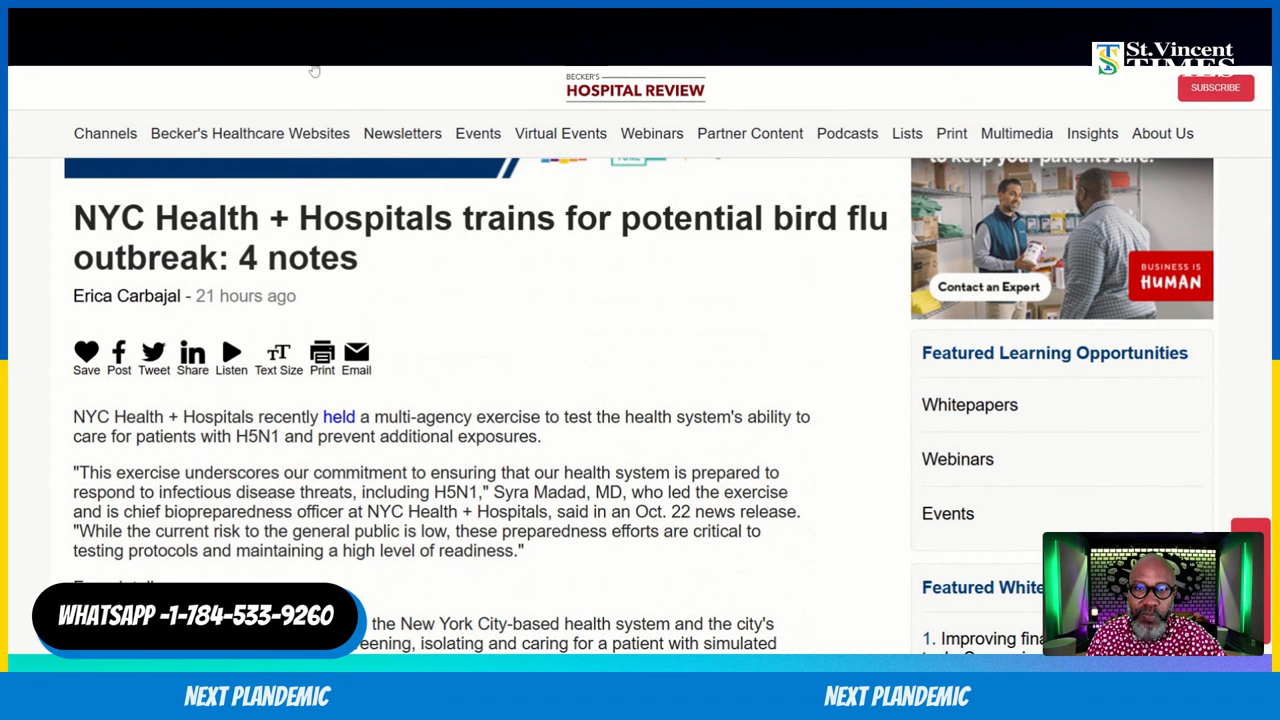 St.Vincent
TIMES
BECKER'S
HOSPITAL REVIEW
SUBSCRIBE
Channels Becker's Healthcare Websites Newsletters Events Virtual Events Webinars Partner Content Podcasts Lists Print Multimedia Insights About Us
to keep your patients safe.
NYC Health + Hospitals trains for potential bird flu
outbreak: 4 notes
Erica Carbajal - 21 hours ago
Contact an Expert
BUSINESS IS
HUMAN
Save Post Tweet Share Listen Text Size Print Email
NYC Health + Hospitals recently held a multi-agency exercise to test the health system's ability to
care for patients with H5N1 and prevent additional exposures.
"This exercise underscores our commitment to ensuring that our health system is prepared to
respond to infectious disease threats, including H5N1," Syra Madad, MD, who led the exercise
and is chief biopreparedness officer at NYC Health + Hospitals, said in an Oct. 22 news release.
"While the current risk to the general public is low, these preparedness efforts are critical to
testing protocols and maintaining a high level of readiness."
the New York City-based health system and the city's
isolating and caring for a patient with simulated
Featured Learning Opportunities
Whitepapers
Webinars
Events
Featured White
1. Improving
WHATSAPP -1-784-533-9260
NEXT PLANDEMIC NEXT PLANDEMIC